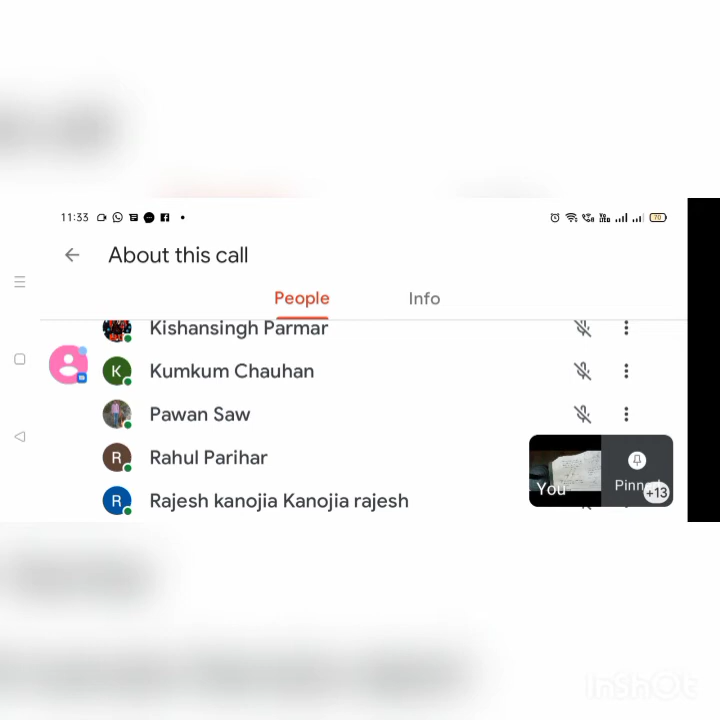 11:33
70
About this call
People Info
Kishansingh Parmar
K Kumkum Chauhan
Pawan Saw
R Rahul Parihar
R Rajesh kanojia Kanojia rajesh
You
+13
InShOt